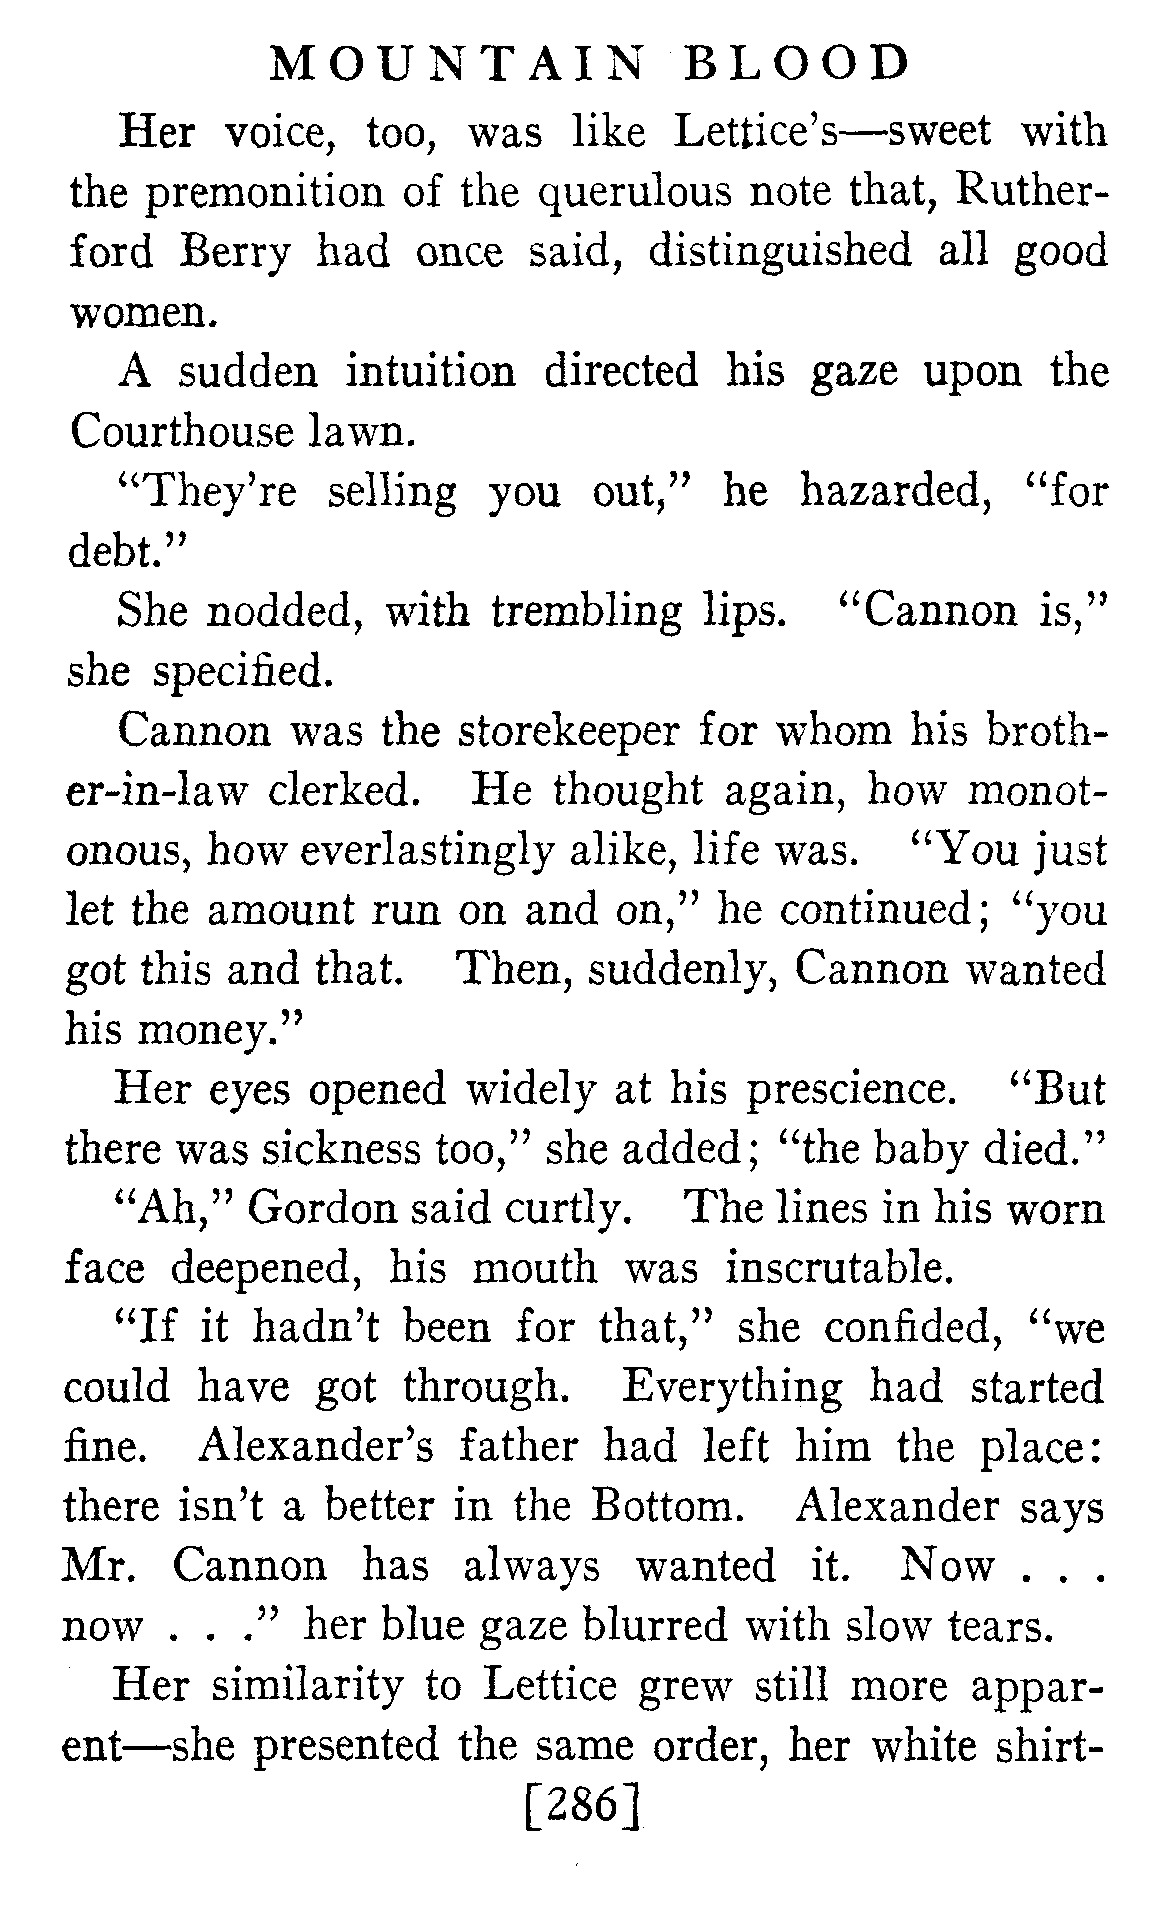 MOUNTAIN BLOOD
Her voice, too, was like Lettice's—sweet with
the premonition of the querulous note that, Ruther-
ford Berry had once said, distinguished all good
women.
A sudden intuition directed his gaze upon the
Courthouse lawn.
“They're selling you out,” he hazarded, “for
debt.”
She nodded, with trembling lips. “Cannon is,”
she specified.
Cannon was the storekeeper for whom his broth-
er-in-law clerked. He thought again, how monot-
onous, how everlastingly alike, life was. “You just
let the amount run on and on,” he continued; “you
got this and that. Then, suddenly, Cannon wanted
his money.”
Her eyes opened widely at his prescience. “But
there was sickness too,” she added; “the baby died.”
“Ah,” Gordon said curtly. The lines in his worn
face deepened, his mouth was inscrutable.
“If it hadn't been for that,” she confided, “we
could have got through. Everything had started
fine. Alexander's father had left him the place:
there isn't a better in the Bottom. Alexander says
Mr. Cannon has always wanted it. Now . . .
now . . .” her blue gaze blurred with slow tears.
Her similarity to Lettice grew still more appar-
ent—she presented the same order, her white shirt-
[286]